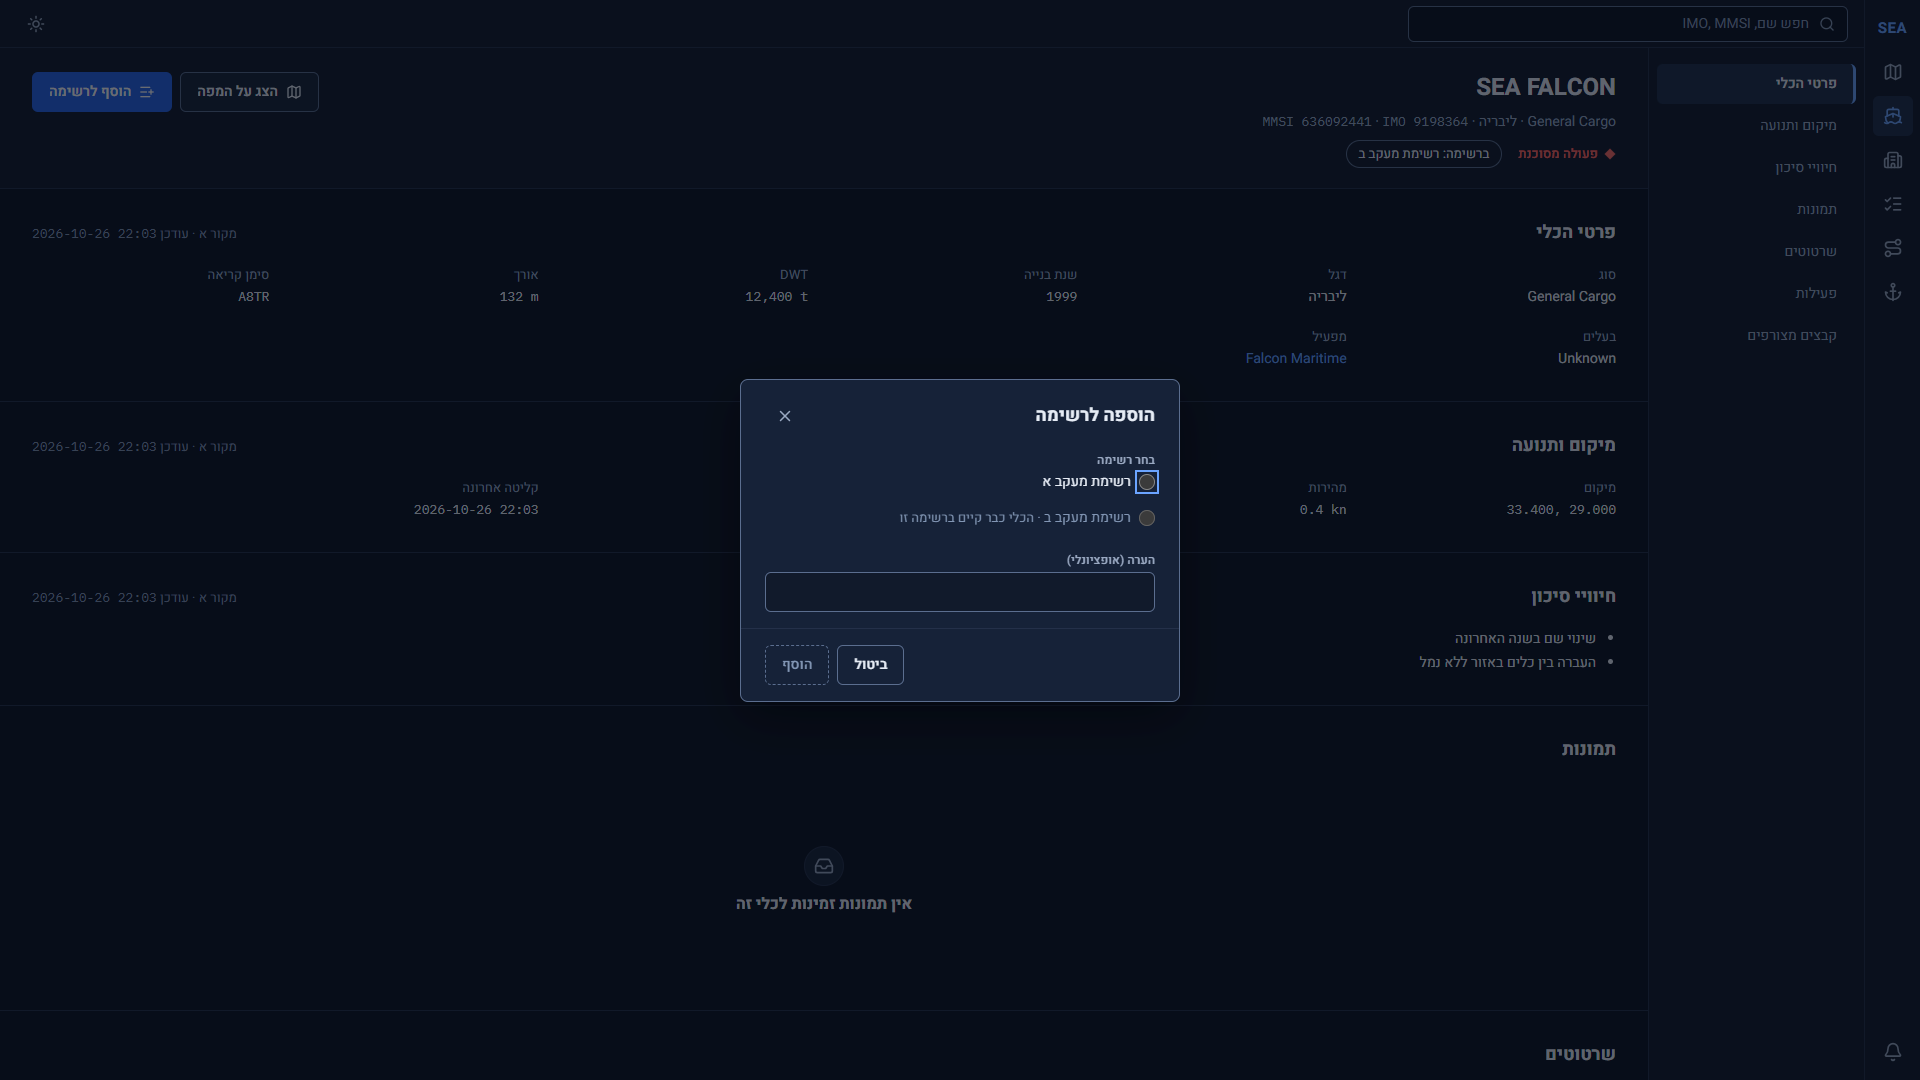 SEA
חפש שם, IMO, MMSI
פרטי הכלי
מיקום ותנועה
חיוויי סיכון
תמונות
שרטוטים
פעילות
קבצים מצורפים
SEA FALCON
General Cargo · ליבריה · IMO 9198364 · MMSI 636092441
פעולה מסוכנת
ברשימה: רשימת מעקב ב
הצג על המפה
הוסף לרשימה
פרטי הכלי
מקור א · עודכן 2026-10-26 22:03
סוג
General Cargo
דגל
ליבריה
שנת בנייה
1999
DWT
12,400 t
אורך
132 m
סימן קריאה
A8TR
בעלים
Unknown
מפעיל
Falcon Maritime
מיקום ותנועה
מקור א · עודכן 2026-10-26 22:03
מיקום
33.400, 29.000
מהירות
0.4 kn
קליטה אחרונה
2026-10-26 22:03
חיוויי סיכון
מקור א · עודכן 2026-10-26 22:03
שינוי שם בשנה האחרונה
העברה בין כלים באזור ללא נמל
תמונות
אין תמונות זמינות לכלי זה
שרטוטים
הוספה לרשימה
בחר רשימה
רשימת מעקב א
רשימת מעקב ב · הכלי כבר קיים ברשימה זו
הערה (אופציונלי)
ביטול
הוסף